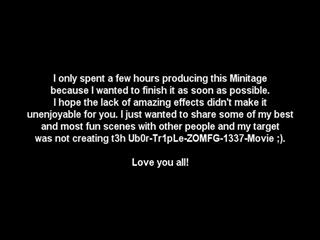 I only spent a few hours producing this Minitage
because I wanted to finish it as soon as possible.
I hope the lack of amazing effects didn't make it
unenjoyable for you. I just wanted to share some of my best
and most fun scenes with other people and my target
was not creating t3h Ub0r-Tr1pLe-ZOMFG-1337-Movie ;).
Love you all!